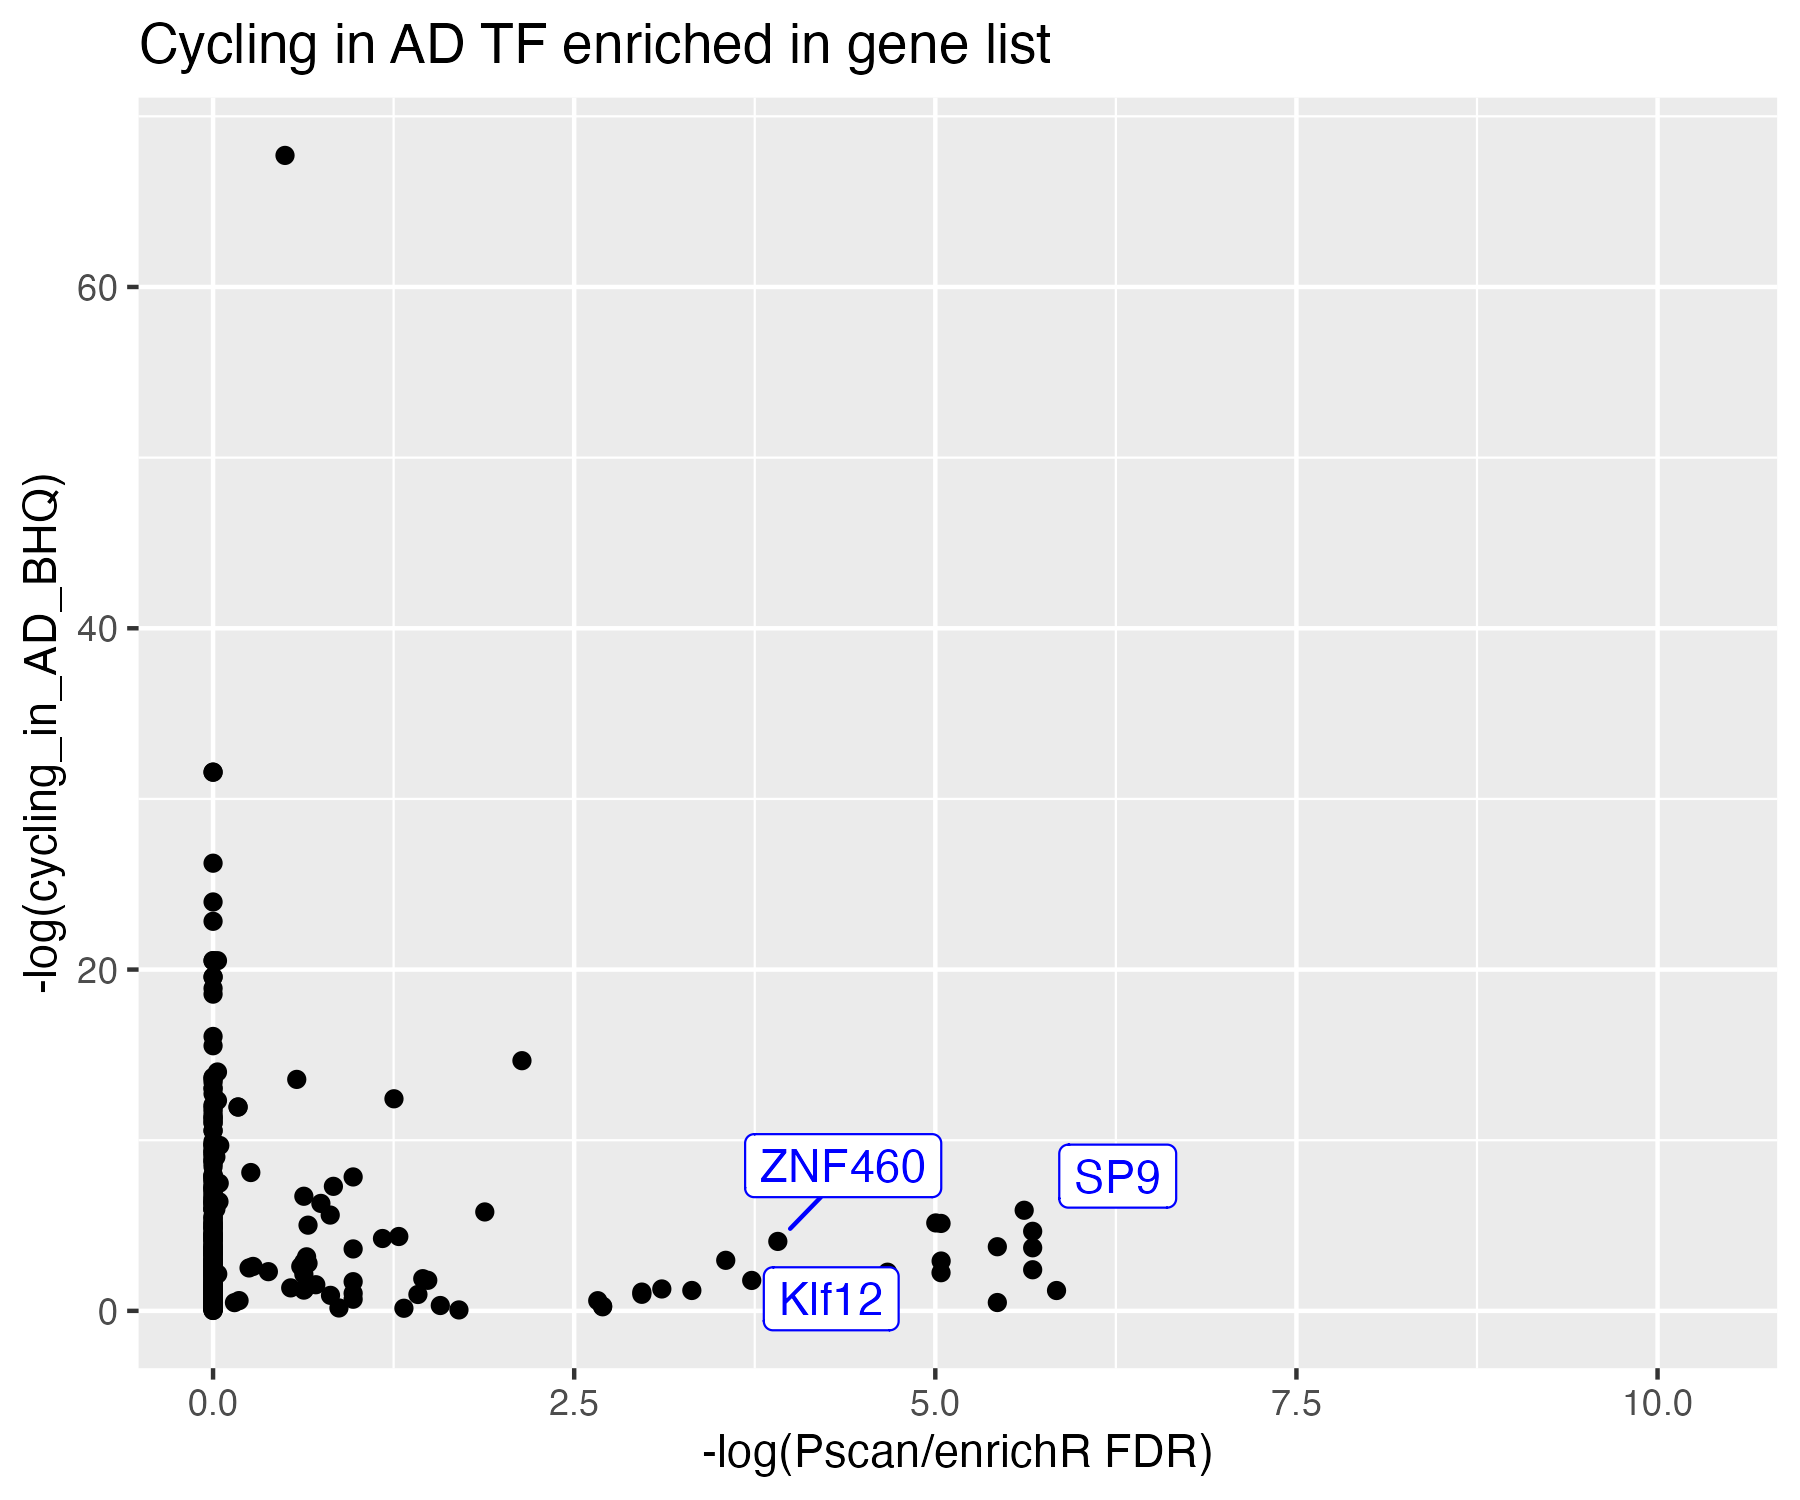 Cycling in AD TF enriched in gene list
-log(cycling_in_AD_BHQ)
60
40
20
0
ZNF460
SP9
Klf12
0.0
2.5
5.0
7.5
10.0
-log(Pscan/enrichR FDR)